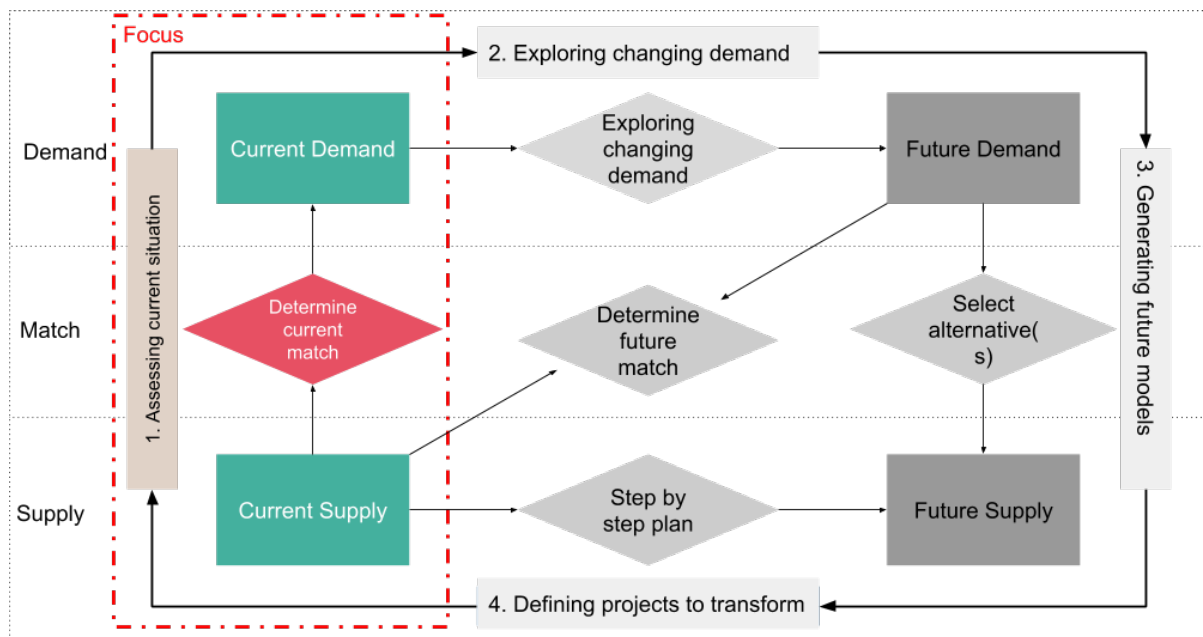 Focus
2. Exploring changing demand
Demand
Current Demand
Exploring
changing
demand
Future Demand
1. Assessing current situation
3. Generating future models
Match
Determine
current
match
Determine
future
match
Select
alternative(
s)
Supply
Current Supply
Step by
step plan
Future Supply
4. Defining projects to transform